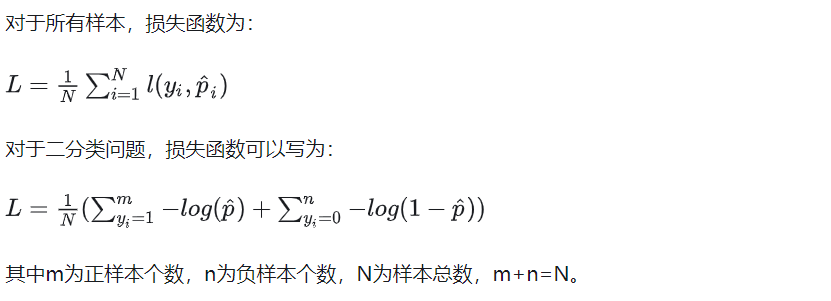 对于所有样本，损失函数为：
L = \frac{1}{N} \sum_{i=1}^{N} l(y_i, \hat{p}_i)
对于二分类问题，损失函数可以写为：
L = \frac{1}{N} (\sum_{y_i=1}^{m} -log(\hat{p}) + \sum_{y_i=0}^{n} -log(1 - \hat{p}))
其中m为正样本个数，n为负样本个数，N为样本总数，m+n=N。